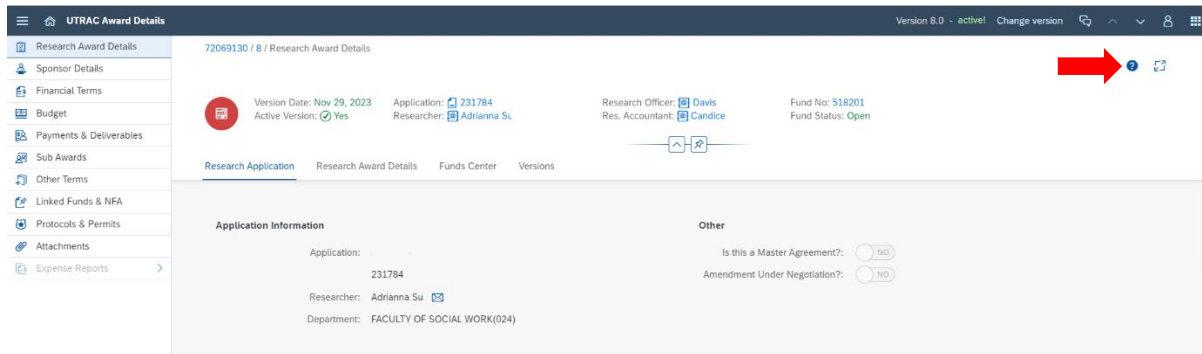 UTRAC Award Details
Version 8.0 - active! Change version
Research Award Details
Sponsor Details
Financial Terms
Budget
Payments & Deliverables
Sub Awards
Other Terms
Linked Funds & NFA
Protocols & Permits
Attachments
Expense Reports
72069130 / 8 / Research Award Details
Version Date: Nov 29, 2023 Application: 231784 Research Officer: Davis Fund No: 518201
Active Version: Yes Researcher: Adrianna Su Res. Accountant: Candice Fund Status: Open
Research Application Research Award Details Funds Center Versions
Application Information Other
Application: Is this a Master Agreement?: NO
231784 Amendment Under Negotiation?: NO
Researcher: Adrianna Su
Department: FACULTY OF SOCIAL WORK(024)